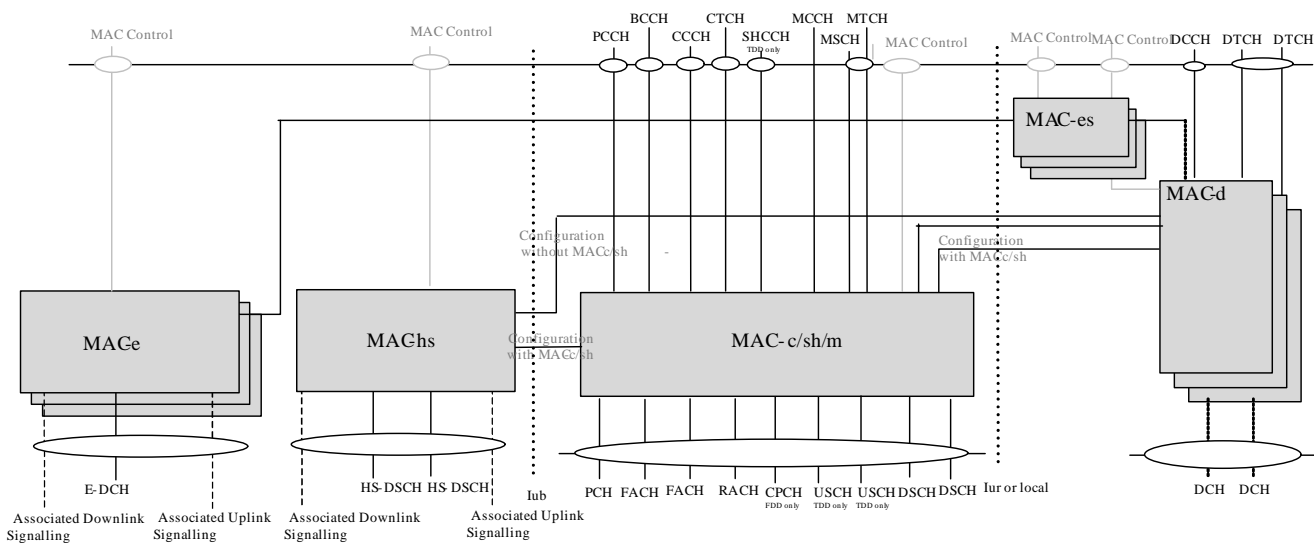 BCCH
CTCH
MCCH
MTCH
MAC Control
MAC Control
PCCH
CCCH
SHCCH
TDD only
MSCH
MAC Control
MAC Control
MAC Control
DCCH
DTCH
DTCH
MAC-es
MAC-d
Configuration
without MACc/sh
-
Configuration
with MACc/sh
MAC-e
MAC-hs
Configuration
with MAC-c/sh
MAC- c/sh/m
E-DCH
HS-DSCH
HS-DSCH
Iub
PCH
FACH
FACH
RACH
CPCH
FDD only
USCH
TDD only
USCH
TDD only
DSCH
DSCH
Iur or local
DCH
DCH
Associated Downlink
Signalling
Associated Uplink
Signalling
Associated Downlink
Signalling
Associated Uplink
Signalling